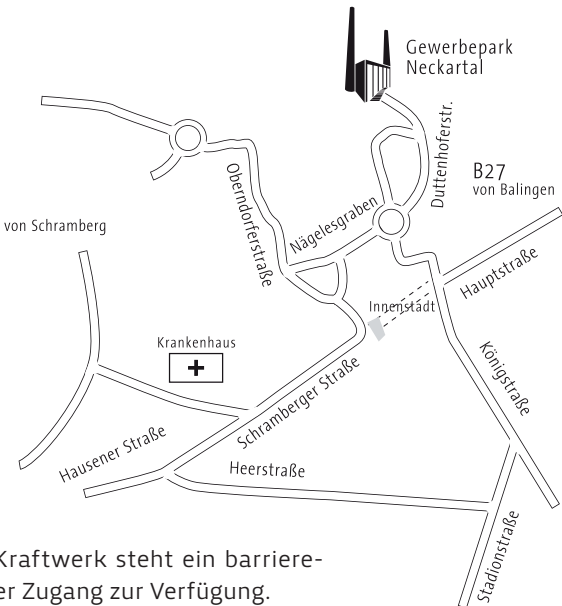 Gewerbepark
Neckartal
Duttenhoferstr.
B27
von Balingen
Oberndorferstraße
Nägelesgraben
von Schramberg
Hauptstraße
Innenstadt
Krankenhaus
Königstraße
Schramberger Straße
Hausener Straße
Heerstraße
Stadionstraße
Kraftwerk steht ein barriere-
er Zugang zur Verfügung.